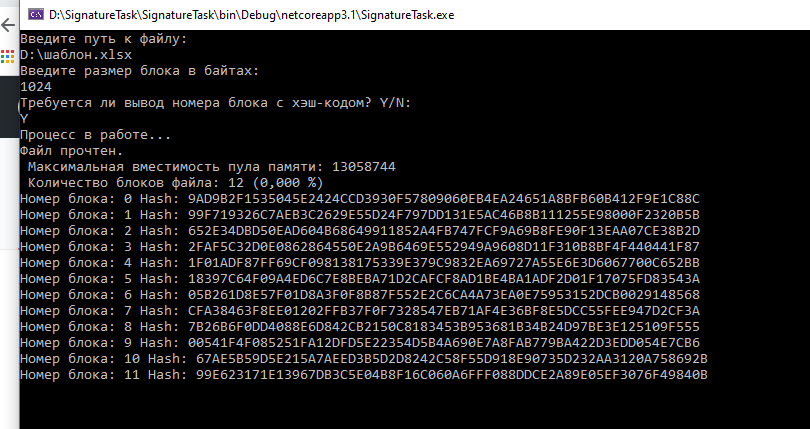 D:\SignatureTask\SignatureTask\bin\Debug\netcoreapp3.1\SignatureTask.exe
Введите путь к файлу:
D:\шаблон.xlsx
Введите размер блока в байтах:
1024
Требуется ли вывод номера блока с хэш-кодом? Y/N:
Y
Процесс в работе...
Файл прочтен.
Максимальная вместимость пула памяти: 13058744
Количество блоков файла: 12 (0,000 %)
Номер блока: 0 Hash: 9AD9B2F1535045E2424CCD3930F57809060EB4EA24651A8BFB60B412F9E1C88C
Номер блока: 1 Hash: 99F719326C7AEB3C2629E55D24F797DD131E5AC46B8B111255E98000F2320B5B
Номер блока: 2 Hash: 652E34DBD50EAD604B68649911852A4FB747FCF9A69B8FE90F13EAA07CE38B2D
Номер блока: 3 Hash: 2FAF5C32D0E0862864550E2A9B6469E552949A9608D11F310B8BF4F440441F87
Номер блока: 4 Hash: 1F01ADF87FF69CF098138175339E379C9832EA69727A55E6E3D6067700C652BB
Номер блока: 5 Hash: 18397C64F09A4ED6C7E8BEBA71D2CAFCF8AD1BE4BA1ADF2D01F17075FD83543A
Номер блока: 6 Hash: 05B261D8E57F01D8A3F0F8B87F552E2C6CA4A73EA0E75953152DCB0029148568
Номер блока: 7 Hash: CFA38463F8EE01202FFB37F0F7328547EB71AF4E36BF8E5DCC55FEE947D2CF3A
Номер блока: 8 Hash: 7B26B6F0DD4088E6D842CB2150C8183453B953681B34B24D97BE3E125109F555
Номер блока: 9 Hash: 00541F4F085251FA12DFD5E22354D5B4A690E7A8FAB779BA422D3EDD054E7CB6
Номер блока: 10 Hash: 67AE5B59D5E215A7AEED3B5D2D8242C58F55D918E90735D232AA3120A758692B
Номер блока: 11 Hash: 99E623171E13967DB3C5E04B8F16C060A6FFF088DDCE2A89E05EF3076F49840B